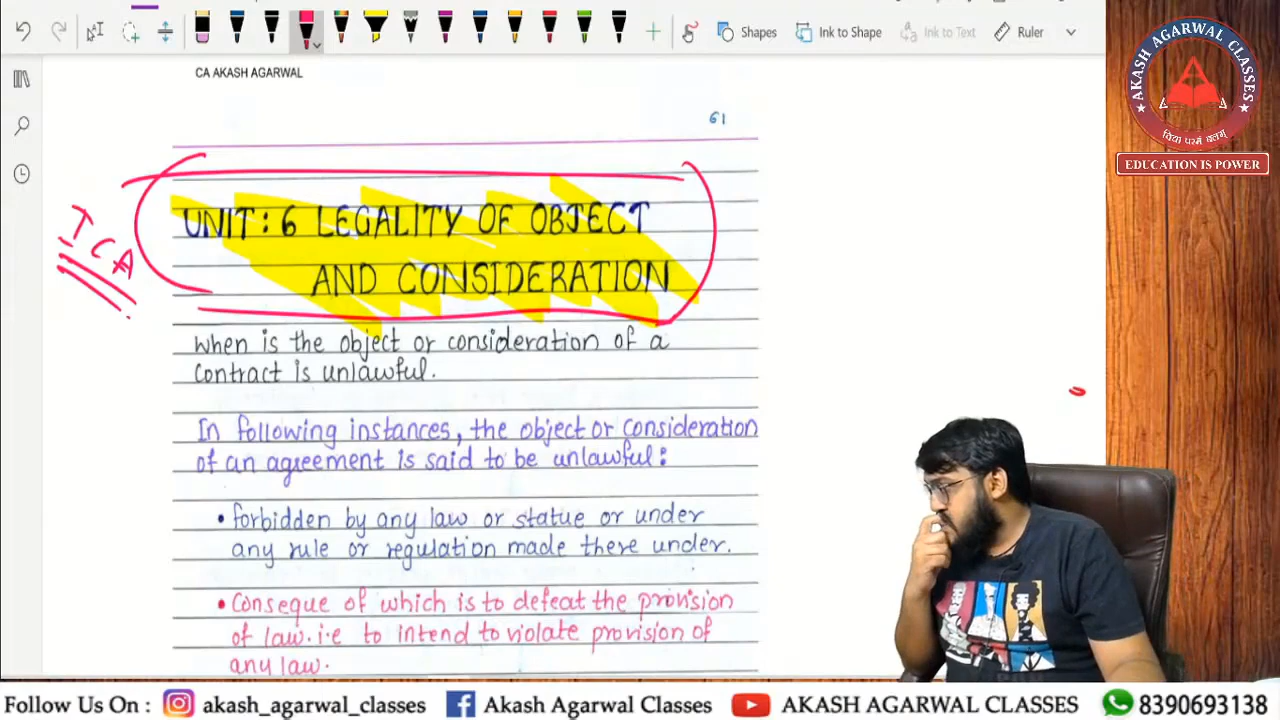 Shapes
Ink to Shape
Ink to Text
Ruler
CA AKASH AGARWAL
61
ICA
UNIT: 6 LEGALITY OF OBJECT
AND CONSIDERATION
when is the object or consideration of a
contract is unlawful.
In following instances, the object or consideration
of an agreement is said to be unlawful:
• forbidden by any law or statue or under
any rule or regulation made there under.
• Conseque of which is to defeat the provision
of law. i.e to intend to violate provision of
any law.
AKASH AGARWAL CLASSES
विद्या परमं बलम्
EDUCATION IS POWER
Follow Us On : akash_agarwal_classes Akash Agarwal Classes AKASH AGARWAL CLASSES 8390693138